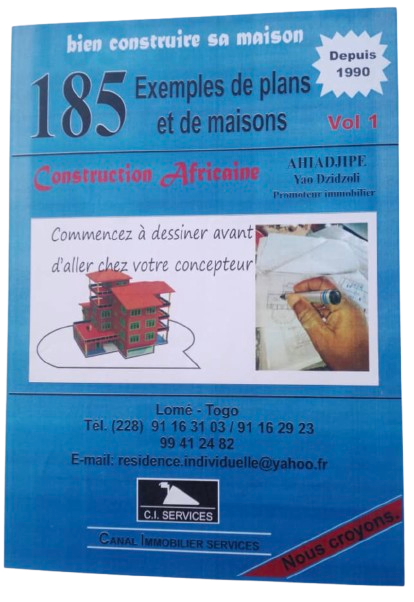 bien construire sa maison
Depuis
1990
185 Exemples de plans
et de maisons
Vol 1
Construction Africaine
AHIADJIPE
Yao Dzidzoli
Promoteur immobilier
Commencez à dessiner avant
d'aller chez votre concepteur
Lomé - Togo
Tél. (228) 91 16 31 03 / 91 16 29 23
99 41 24 82
E-mail: residence.individuelle@yahoo.fr
C.I. SERVICES
CANAL IMMOBILIER SERVICES
Nous croyons.